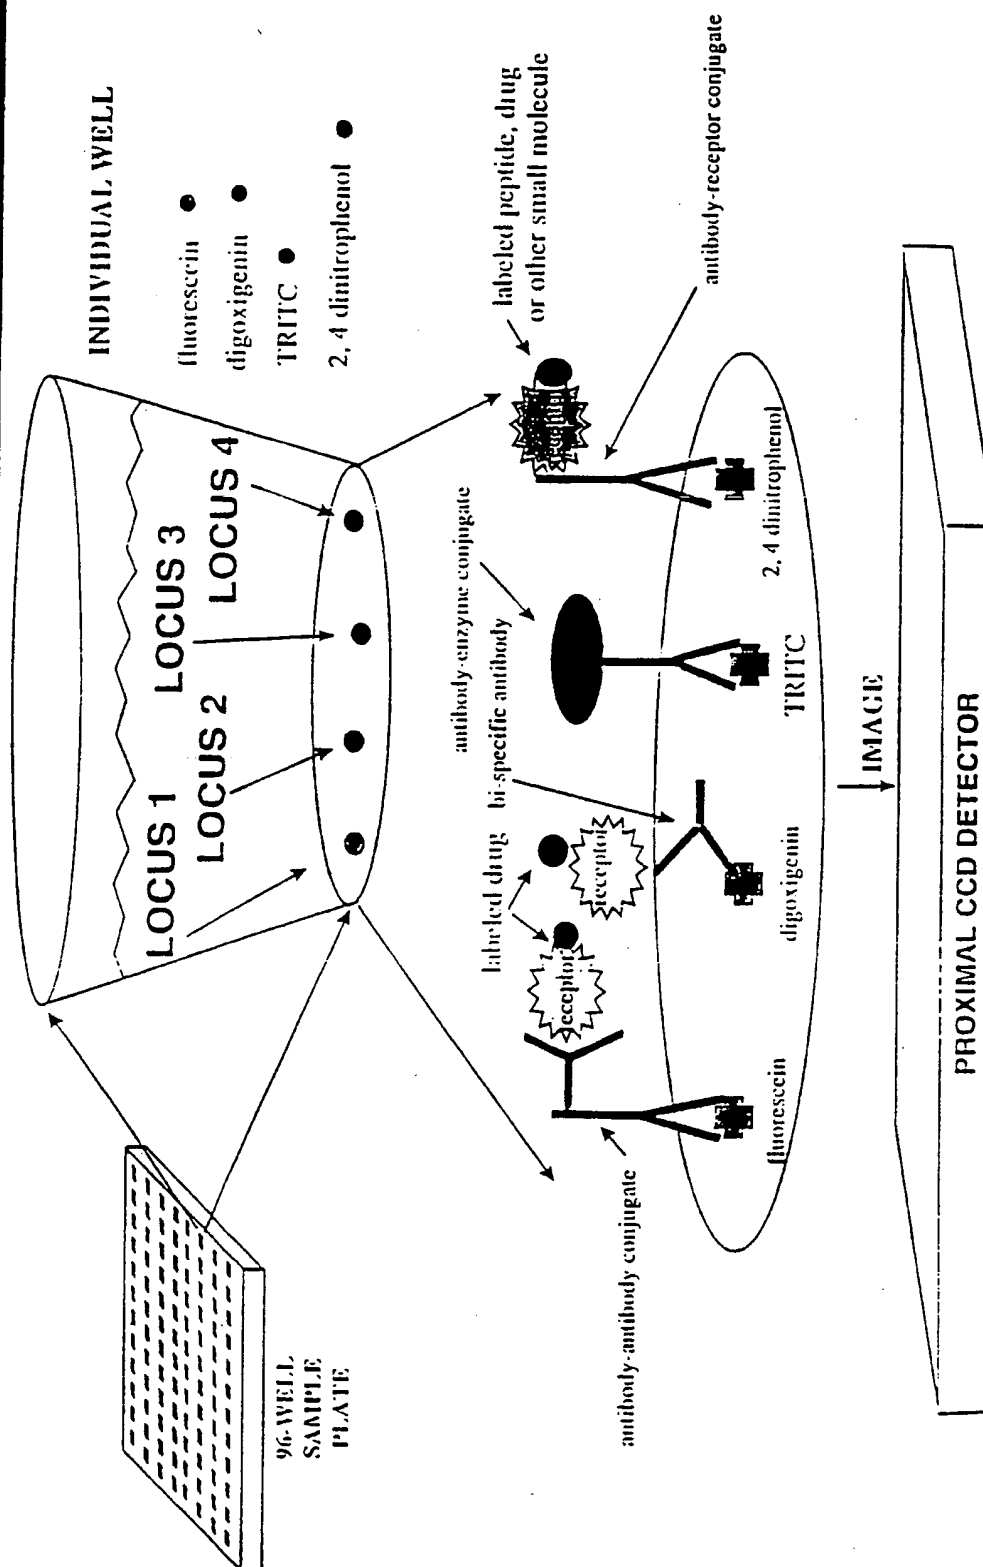 INDIVIDUAL WELL
fluorescein
digoxigenin
TRITC
2, 4 dinitrophenol
LOCUS 1
LOCUS 2
LOCUS 3
LOCUS 4
96-WELL
SAMPLE
PLATE
labeled drug
bi-specific antibody
antibody-enzyme conjugate
labeled peptide, drug
or other small molecule
receptor
receptor
receptor
antibody-antibody conjugate
antibody-receptor conjugate
fluorescein
digoxigenin
TRITC
2, 4 dinitrophenol
IMAGE
PROXIMAL CCD DETECTOR